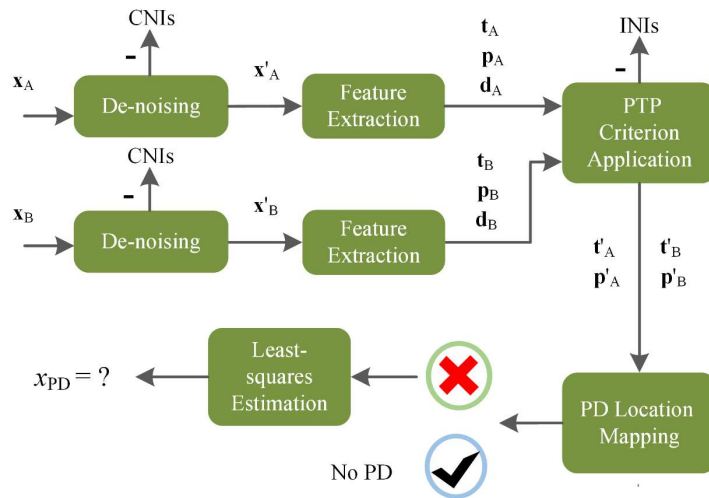 CNIs
INIs
-
-
x_A
De-noising
x'_A
Feature
Extraction
t_A
p_A
d_A
PTP
Criterion
Application
CNIs
-
x_B
De-noising
x'_B
Feature
Extraction
t_B
p_B
d_B
t'_A
p'_A
t'_B
p'_B
x_PD = ?
Least-
squares
Estimation
PD Location
Mapping
No PD